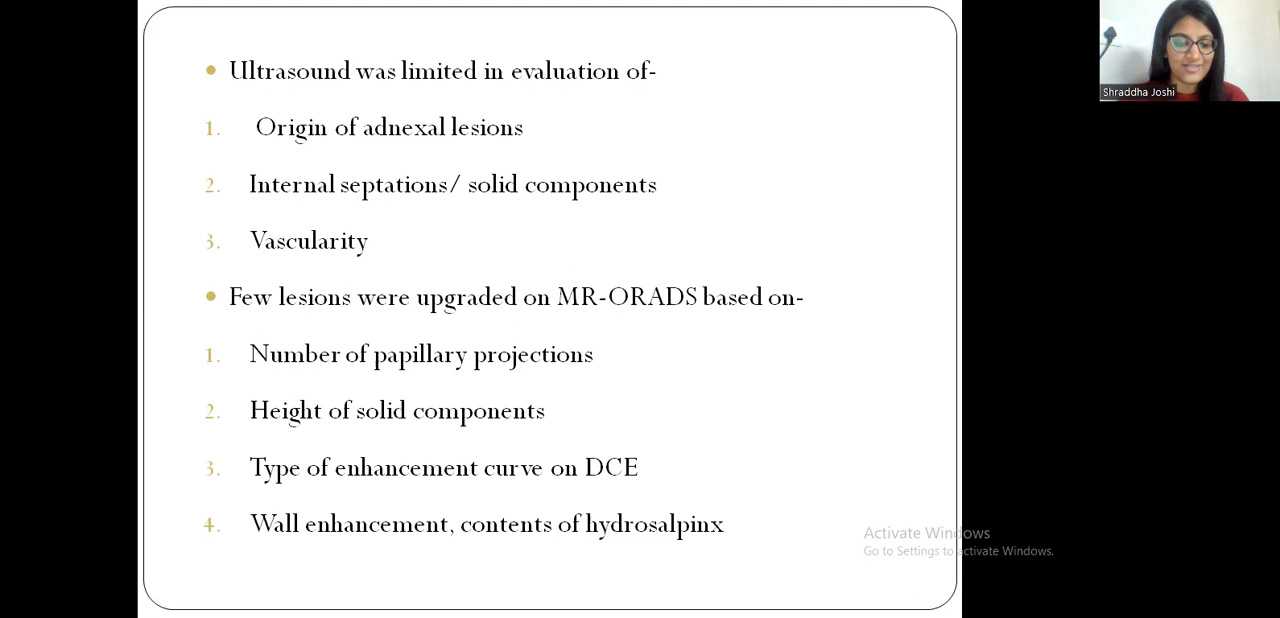 Ultrasound was limited in evaluation of-
1. Origin of adnexal lesions
2. Internal septations/ solid components
3. Vascularity
Few lesions were upgraded on MR-ORADS based on-
1. Number of papillary projections
2. Height of solid components
3. Type of enhancement curve on DCE
4. Wall enhancement, contents of hydrosalpinx
Shraddha Joshi
Activate Windows
Go to Settings to activate Windows.